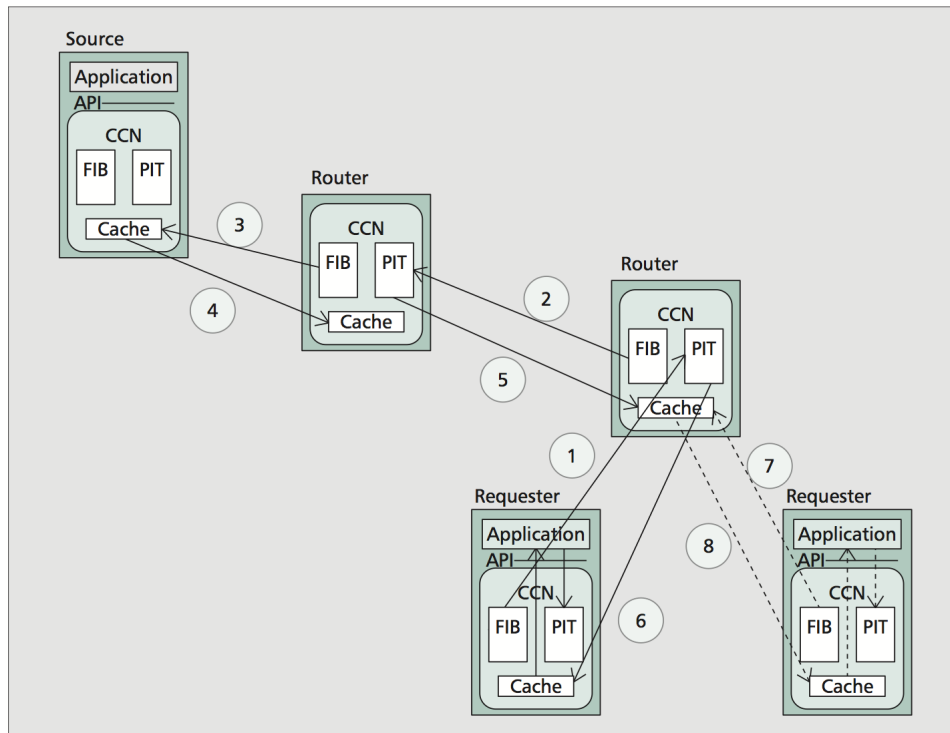 Source
Application
API
CCN
FIB PIT
Cache
Router
CCN
FIB PIT
Cache
3
4
Router
CCN
FIB PIT
Cache
2
5
1
7
8
6
Requester
Application
API
CCN
FIB PIT
Cache
Requester
Application
API
CCN
FIB PIT
Cache